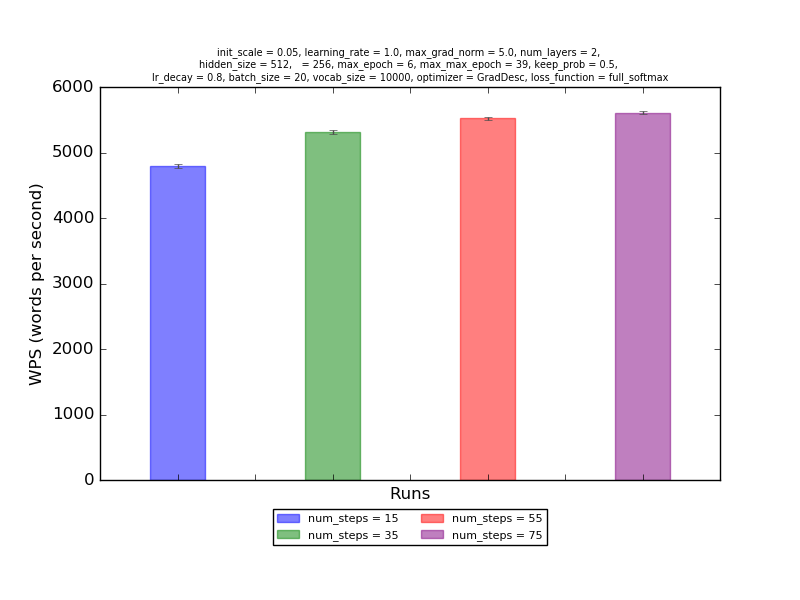 init_scale = 0.05, learning_rate = 1.0, max_grad_norm = 5.0, num_layers = 2,
hidden_size = 512,   = 256, max_epoch = 6, max_max_epoch = 39, keep_prob = 0.5,
lr_decay = 0.8, batch_size = 20, vocab_size = 10000, optimizer = GradDesc, loss_function = full_softmax
6000
5000
4000
3000
2000
1000
0
WPS (words per second)
Runs
num_steps = 15
num_steps = 35
num_steps = 55
num_steps = 75